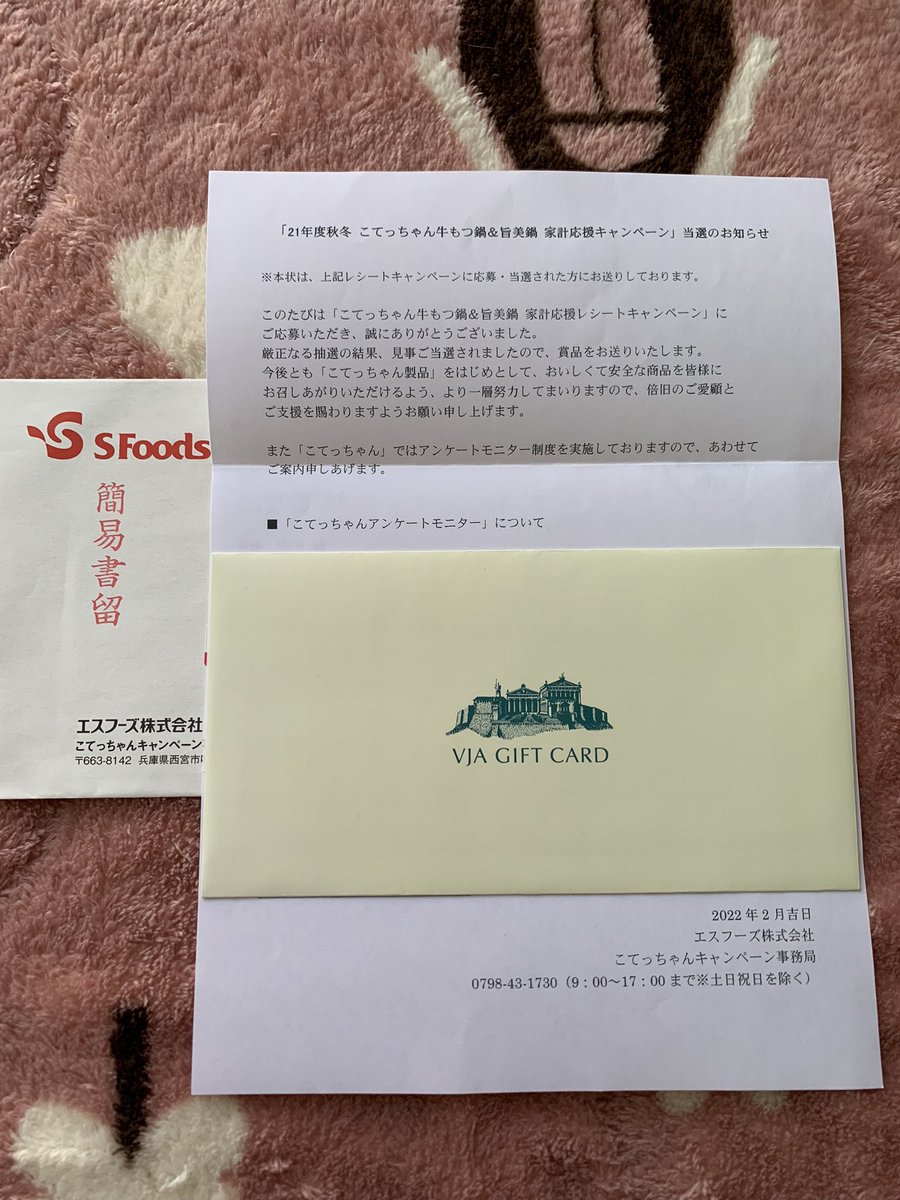 「21年度秋冬 こてっちゃん牛もつ鍋＆旨美鍋 家計応援キャンペーン」当選のお知らせ
※本状は、上記レシートキャンペーンに応募・当選された方にお送りしております。
このたびは「こてっちゃん牛もつ鍋＆旨美鍋 家計応援レシートキャンペーン」に
ご応募いただき、誠にありがとうございました。
厳正なる抽選の結果、見事ご当選されましたので、賞品をお送りいたします。
今後とも「こてっちゃん製品」をはじめとして、おいしくて安全な商品を皆様に
お召しあがりいただけるよう、より一層努力してまいりますので、倍旧のご愛顧と
ご支援を賜わりますようお願い申し上げます。
また「こてっちゃん」ではアンケートモニター制度を実施しておりますので、あわせて
ご案内申しあげます。
■「こてっちゃんアンケートモニター」について
VJA GIFT CARD
2022年2月吉日
エスフーズ株式会社
こてっちゃんキャンペーン事務局
0798-43-1730（9：00～17：00まで※土日祝日を除く）
S Foods
簡易書留
エスフーズ株式会社
こてっちゃんキャンペーン
〒663-8142 兵庫県西宮市